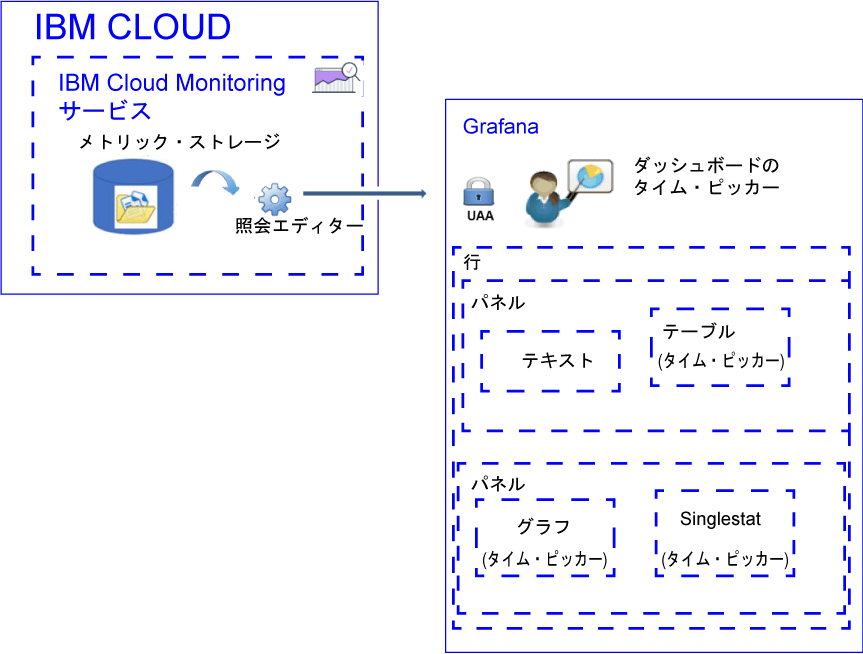 IBM CLOUD
IBM Cloud Monitoring
サービス
メトリック・ストレージ
照会エディター
Grafana
UAA
ダッシュボードの
タイム・ピッカー
行
パネル
テキスト
テーブル
(タイム・ピッカー)
パネル
グラフ
(タイム・ピッカー)
Singlestat
(タイム・ピッカー)